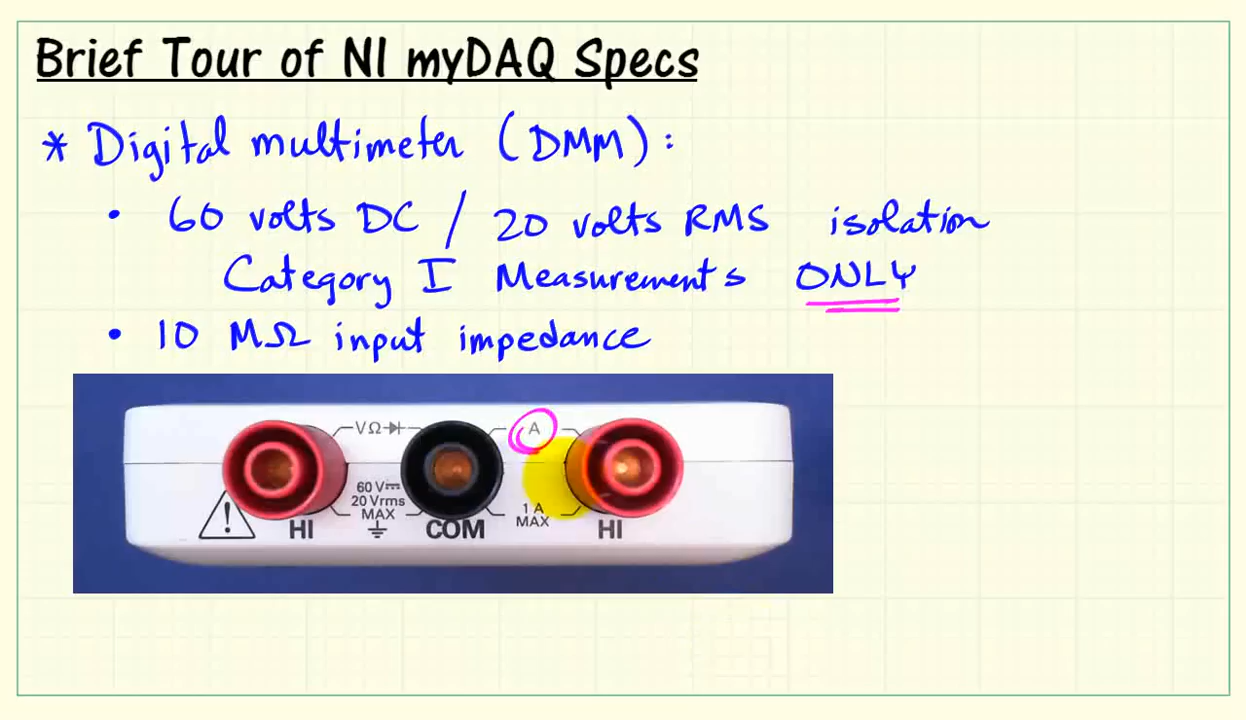 Brief Tour of NI myDAQ Specs
* Digital multimeter (DMM):
• 60 volts DC / 20 volts RMS isolation
Category I Measurements ONLY
• 10 MΩ input impedance
VΩ A
60 V
20 Vrms
MAX
1 A
MAX
HI COM HI